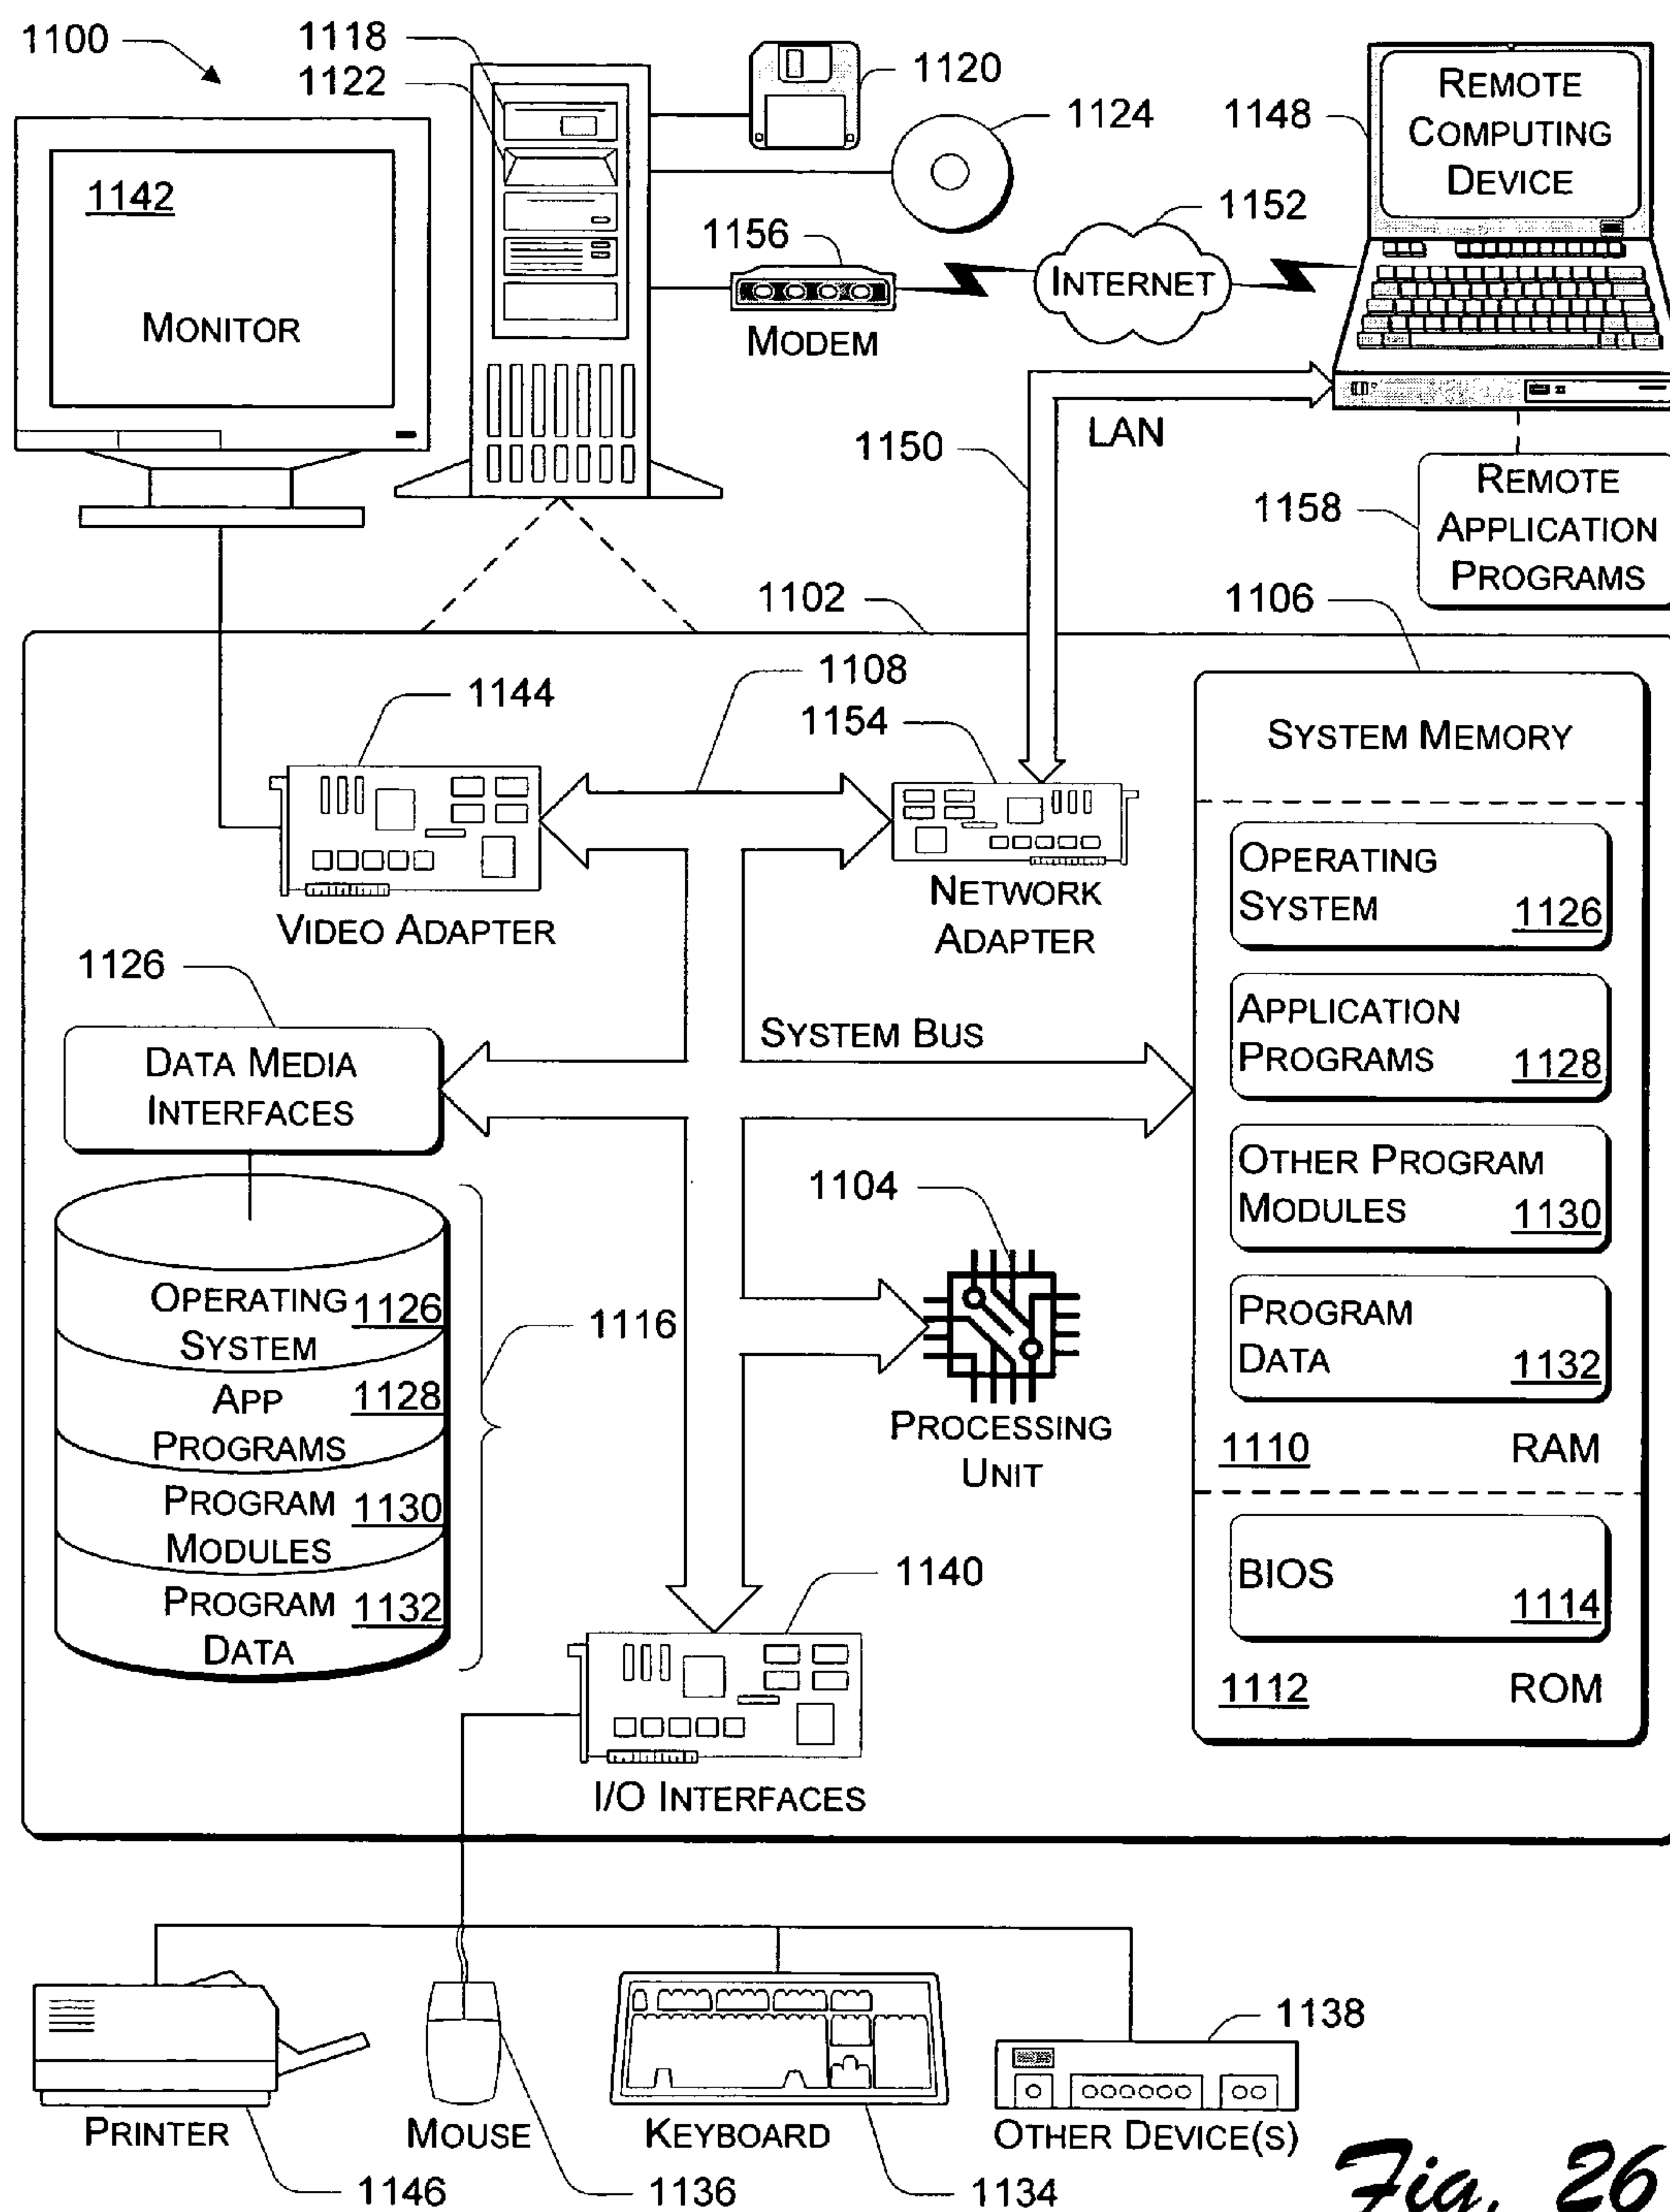 1100
1118
1122
1120
1124
1148
REMOTE
COMPUTING
DEVICE
1142
MONITOR
1156
MODEM
1152
INTERNET
1150
LAN
1158
REMOTE
APPLICATION
PROGRAMS
1102
1106
1144
1108
1154
VIDEO ADAPTER
NETWORK
ADAPTER
SYSTEM MEMORY
OPERATING
SYSTEM 1126
APPLICATION
PROGRAMS 1128
OTHER PROGRAM
MODULES 1130
PROGRAM
DATA 1132
1110 RAM
BIOS
1114
1112 ROM
1126
DATA MEDIA
INTERFACES
SYSTEM BUS
1104
PROCESSING
UNIT
OPERATING 1126
SYSTEM
APP 1128
PROGRAMS
PROGRAM 1130
MODULES
PROGRAM 1132
DATA
1116
1140
I/O INTERFACES
1138
PRINTER
MOUSE
KEYBOARD
OTHER DEVICE(S)
1146
1136
1134
Fig. 26